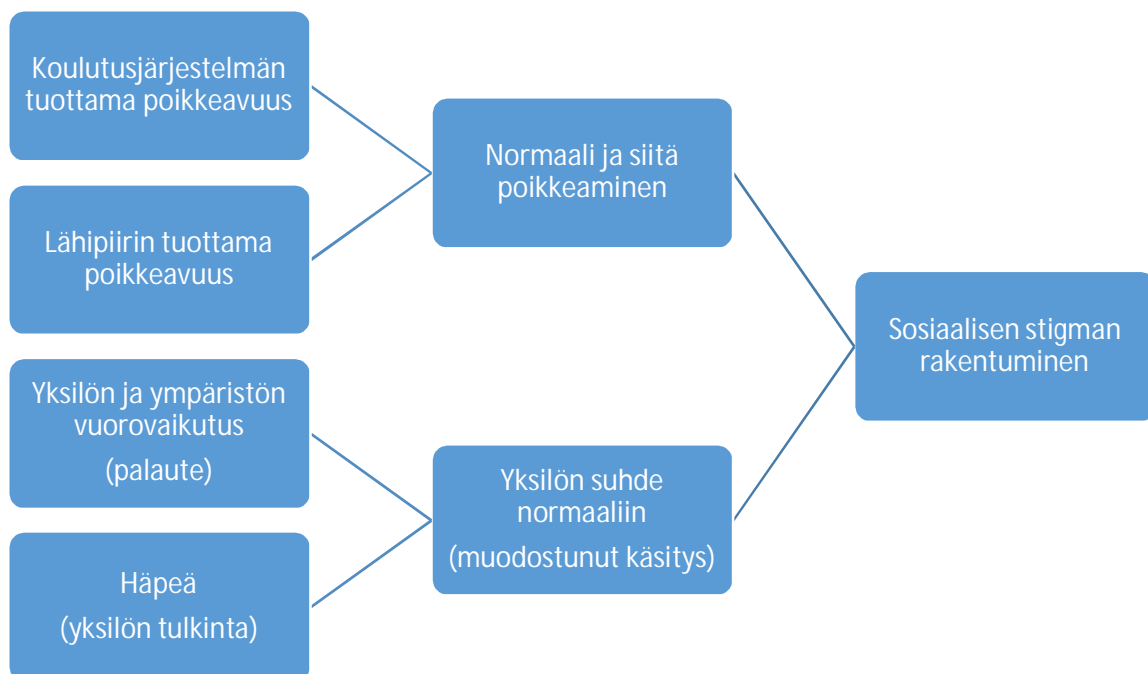 Koulutusjärjestelmän
tuottama poikkeavuus
Lähipiirin tuottama
poikkeavuus
Yksilön ja ympäristön
vuorovaikutus
(palaute)
Häpeä
(yksilön tulkinta)
Normaali ja siitä
poikkeaminen
Yksilön suhde
normaaliin
(muodostunut käsitys)
Sosiaalisen stigman
rakentuminen